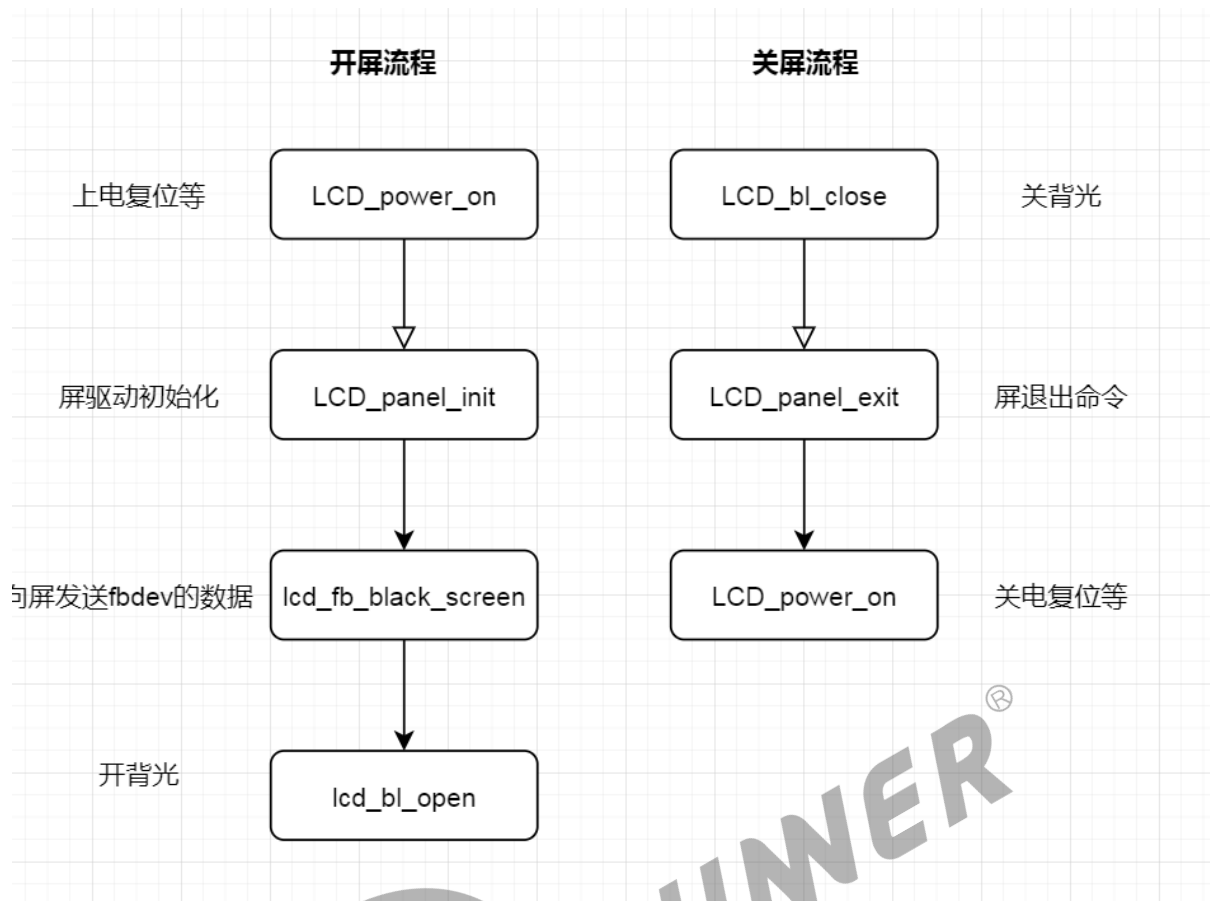 开屏流程
关屏流程
上电复位等
LCD_power_on
LCD_bl_close
关背光
屏驱动初始化
LCD_panel_init
LCD_panel_exit
屏退出命令
向屏发送fbdev的数据
lcd_fb_black_screen
LCD_power_on
关电复位等
®
开背光
lcd_bl_open